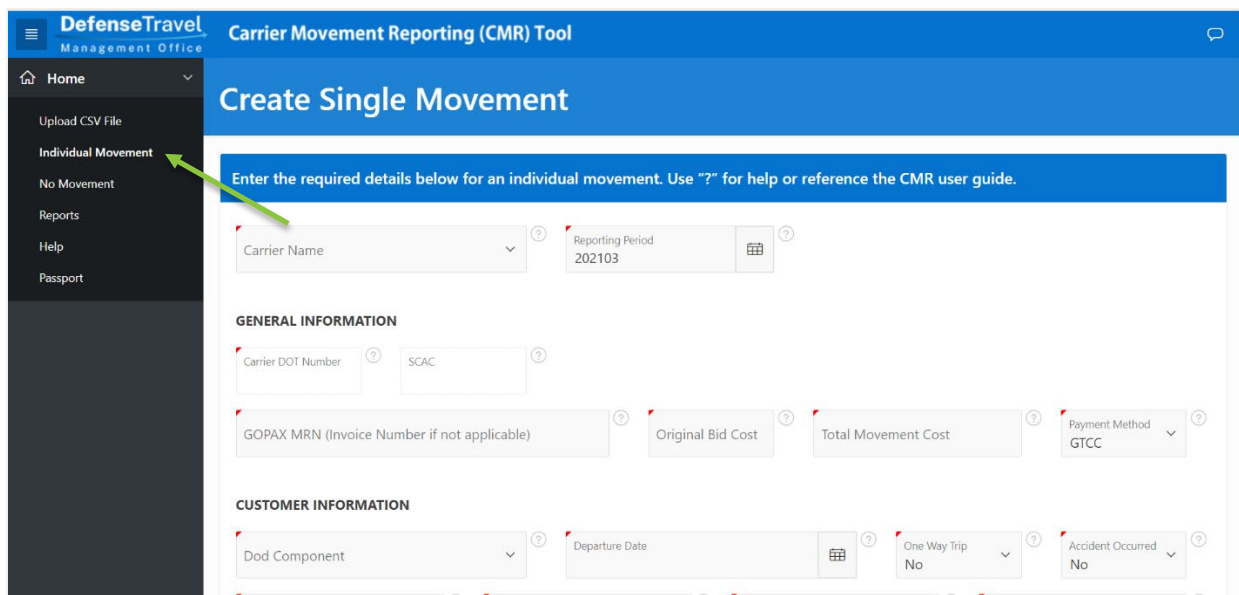 DefenseTravel
Management Office
Carrier Movement Reporting (CMR) Tool
Home
Upload CSV File
Individual Movement
No Movement
Reports
Help
Passport
Create Single Movement
Enter the required details below for an individual movement. Use "?" for help or reference the CMR user guide.
Carrier Name ? Reporting Period ?
202103
GENERAL INFORMATION
Carrier DOT Number ? SCAC ?
GOPAX MRN (Invoice Number if not applicable) ? Original Bid Cost ? Total Movement Cost ? Payment Method ?
GTCC
CUSTOMER INFORMATION
Dod Component ? Departure Date ? One Way Trip ? Accident Occurred ?
No No